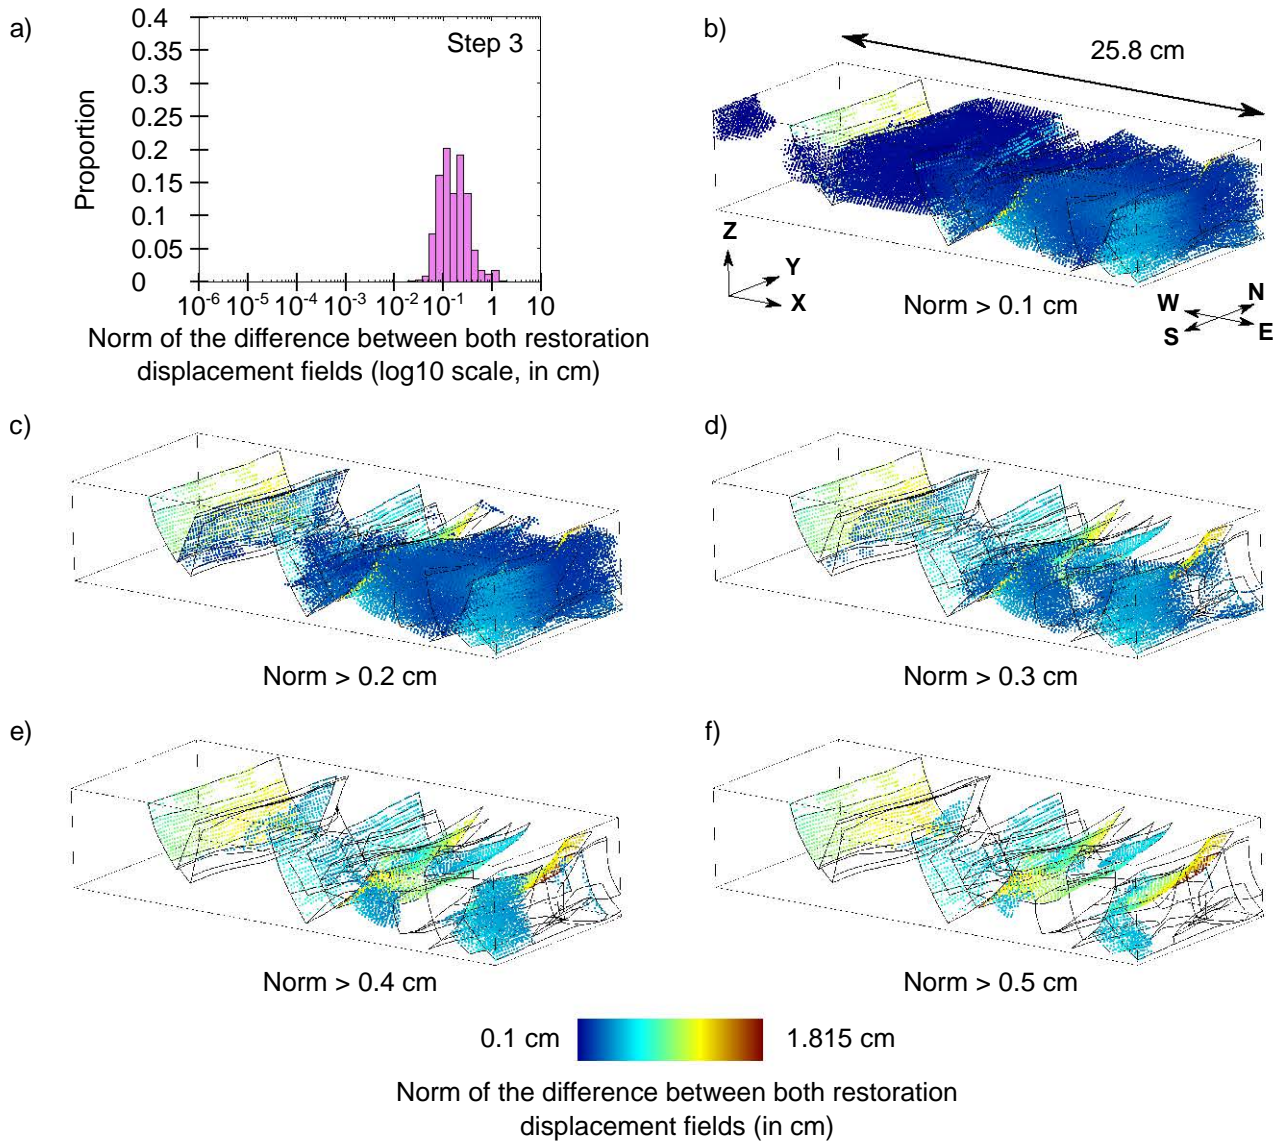 a)
0.4
0.35
0.3
0.25
0.2
0.15
0.1
0.05
0
Proportion
Step 3
10-6 10-5 10-4 10-3 10-2 10-1 1 10
Norm of the difference between both restoration
displacement fields (log10 scale, in cm)
b)
25.8 cm
Z
Y
X
Norm > 0.1 cm
W
N
S
E
c)
Norm > 0.2 cm
d)
Norm > 0.3 cm
e)
Norm > 0.4 cm
f)
Norm > 0.5 cm
0.1 cm
1.815 cm
Norm of the difference between both restoration
displacement fields (in cm)